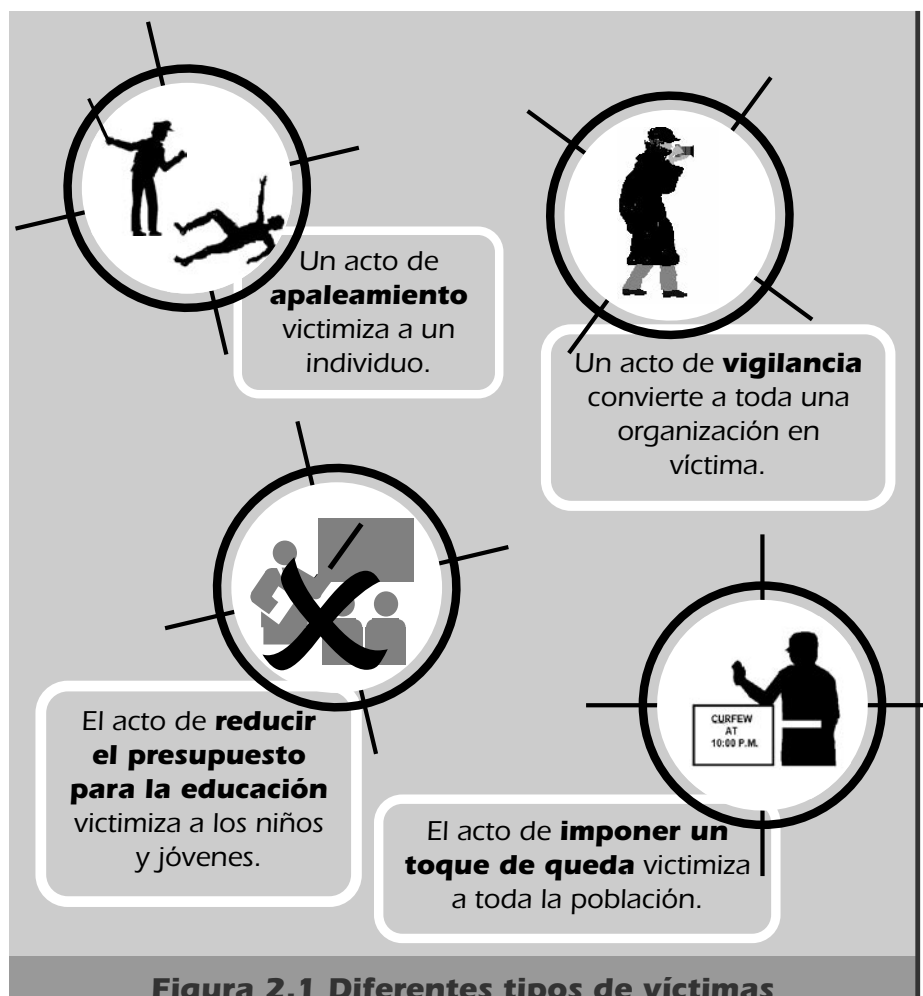 Un acto de
apaleamiento
victimiza a un
individuo.
Un acto de vigilancia
convierte a toda una
organización en
víctima.
El acto de reducir
el presupuesto
para la educación
victimiza a los niños
y jóvenes.
CURFEW
AT
10:00 P.M.
El acto de imponer un
toque de queda victimiza
a toda la población.
Figura 2.1 Diferentes tipos de víctimas